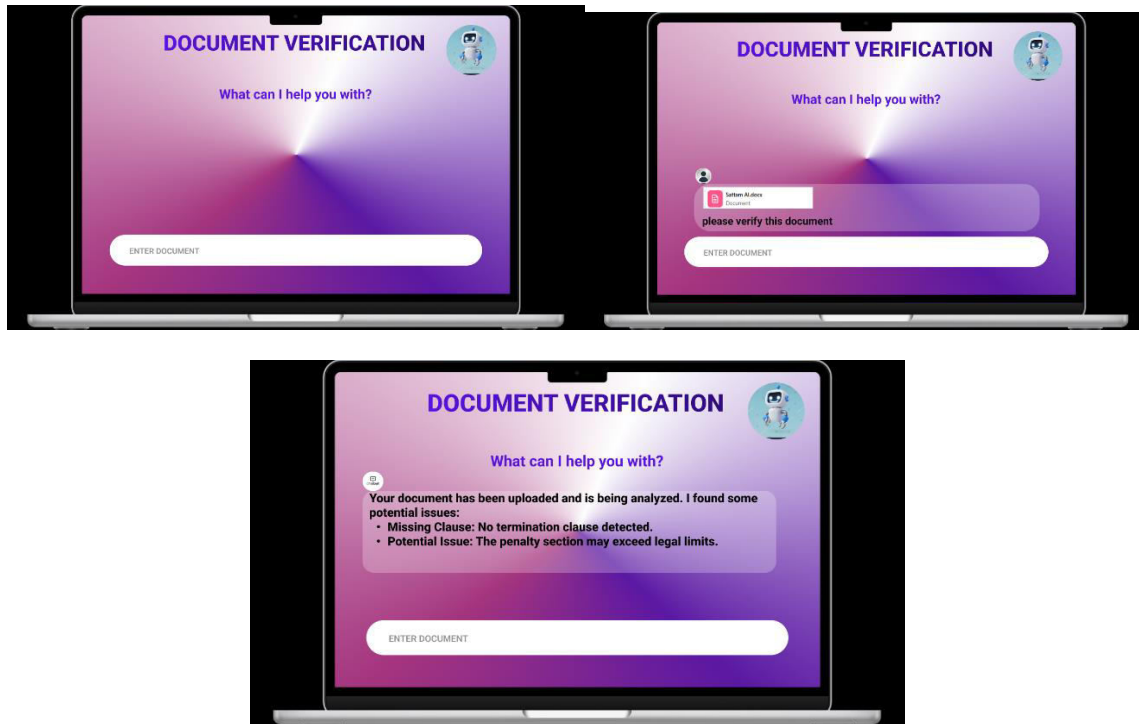 DOCUMENT VERIFICATION
What can I help you with?
ENTER DOCUMENT
DOCUMENT VERIFICATION
What can I help you with?
Sattam AI.docx
Document
please verify this document
ENTER DOCUMENT
DOCUMENT VERIFICATION
What can I help you with?
Your document has been uploaded and is being analyzed. I found some
potential issues:
• Missing Clause: No termination clause detected.
• Potential Issue: The penalty section may exceed legal limits.
ENTER DOCUMENT